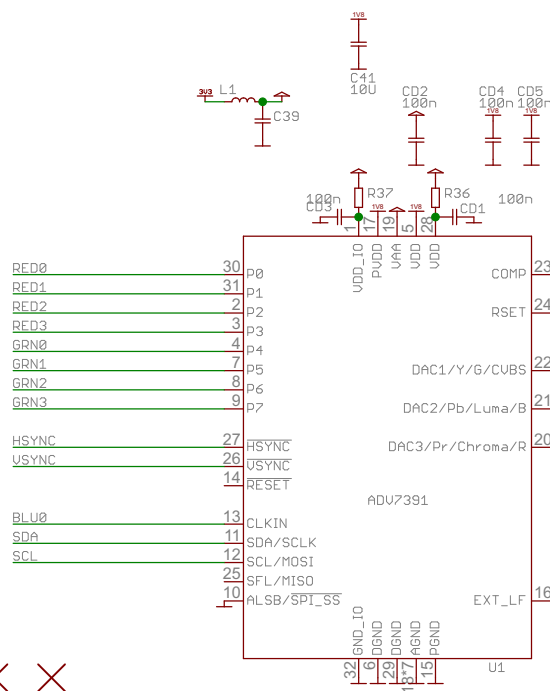 1V8
C41
10U
3V3
L1
C39
CD2
100n
CD4
100n
CD5
100n
100n
CD3
R37
R36
100n
CD1
1V8
1V8
1
17
19
5
28
VDD_IO
PVDD
VAA
VDD
VDD
RED0 30 P0
RED1 31 P1
RED2 2 P2
RED3 3 P3
GRN0 4 P4
GRN1 7 P5
GRN2 8 P6
GRN3 9 P7
HSYNC 27 HSYNC
VSYNC 26 VSYNC
14 RESET
BLU0 13 CLKIN
SDA 11 SDA/SCLK
SCL 12 SCL/MOSI
25 SFL/MISO
10 ALSB/SPI_SS
COMP 23
RSET 24
DAC1/Y/G/CVBS 22
DAC2/Pb/Luma/B 21
DAC3/Pr/Chroma/R 20
ADV7391
EXT_LF 16
GND_IO
DGND
DGND
AGND
PGND
32
6
29
18*7
15
U1
1V8
1V8